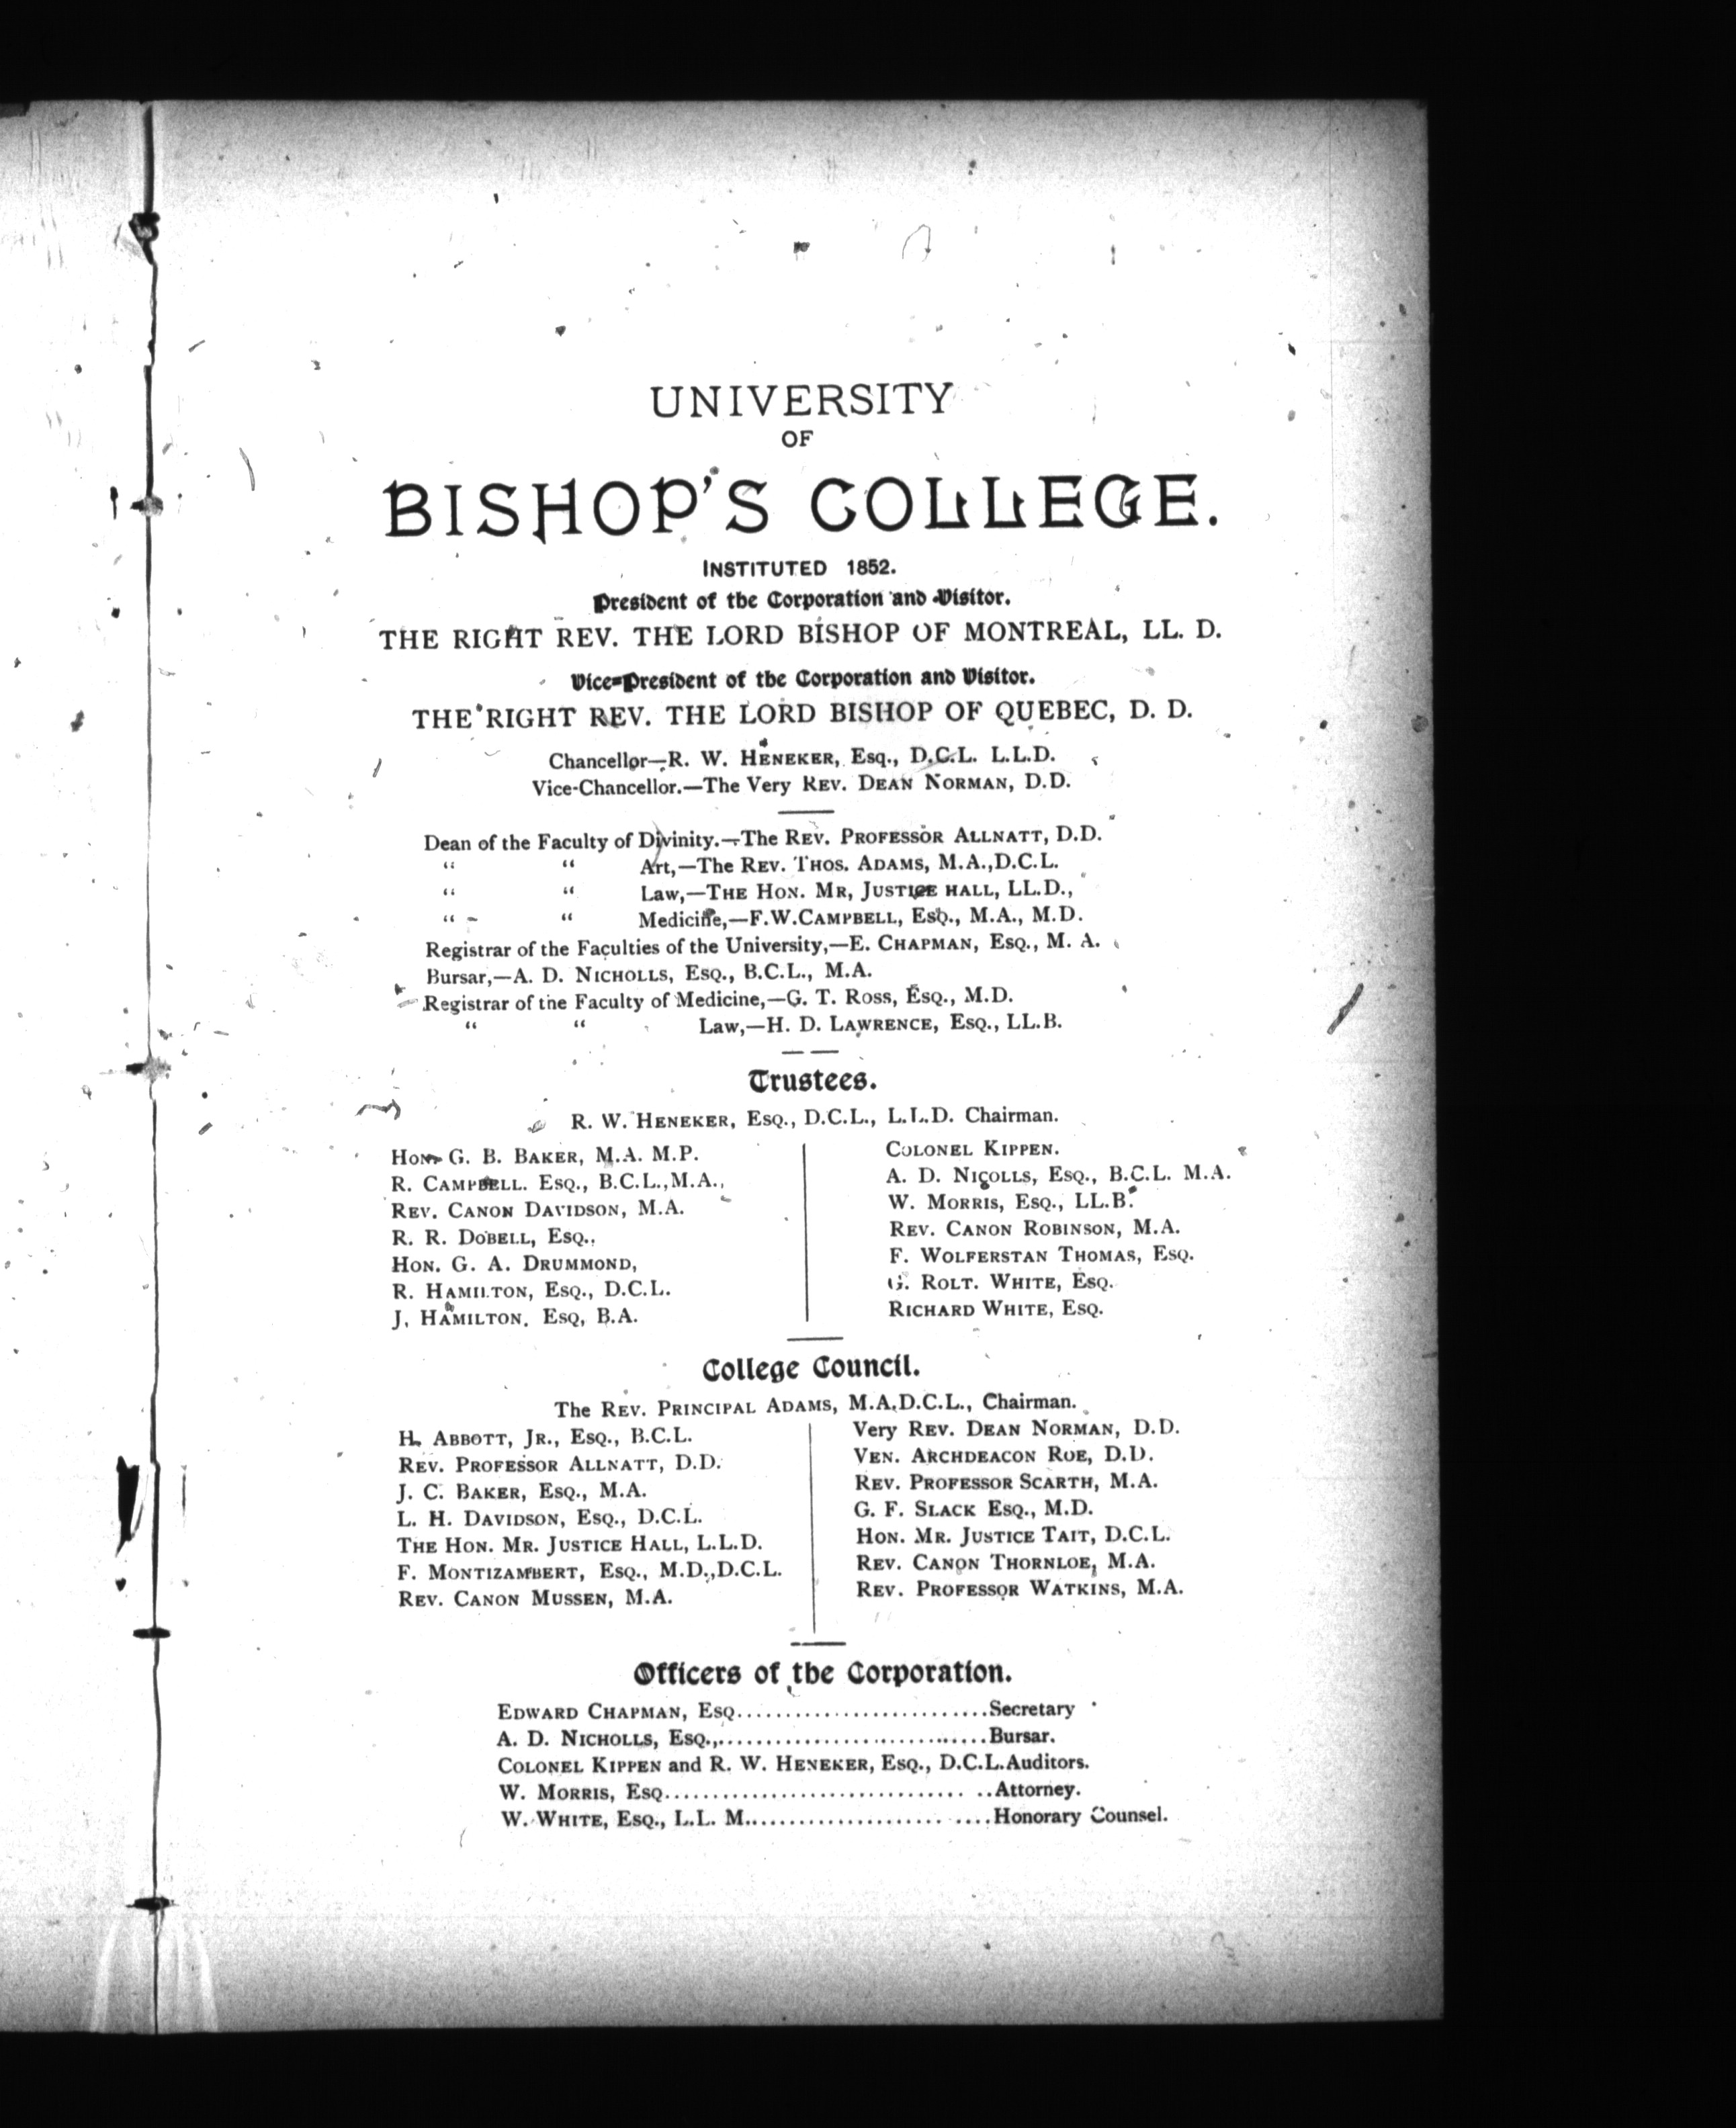 UNIVERSITY
OF
BISHOP'S COLLEGE.
INSTITUTED 1852.
President of the Corporation and Visitor.
THE RIGHT REV. THE LORD BISHOP OF MONTREAL, LL. D.
Vice-President of the Corporation and Visitor.
THE RIGHT REV. THE LORD BISHOP OF QUEBEC, D. D.
Chancellor—R. W. HENEKER, Esq., D.C.L. L.L.D.
Vice-Chancellor.—The Very REV. DEAN NORMAN, D.D.
Dean of the Faculty of Divinity.—The REV. PROFESSOR ALLNATT, D.D.
“ “ Art,—The REV. THOS. ADAMS, M.A.,D.C.L.
“ “ Law,—THE HON. MR, JUSTICE HALL, LL.D.,
“ “ Medicine,—F.W.CAMPBELL, ESQ., M.A., M.D.
Registrar of the Faculties of the University,—E. CHAPMAN, ESQ., M. A.
Bursar,—A. D. NICHOLLS, ESQ., B.C.L., M.A.
Registrar of the Faculty of Medicine,—G. T. ROSS, ESQ., M.D.
“ “ Law,—H. D. LAWRENCE, ESQ., LL.B.
Trustees.
R. W. HENEKER, ESQ., D.C.L., L.L.D. Chairman.
HON. G. B. BAKER, M.A. M.P.
R. CAMPBELL. ESQ., B.C.L.,M.A.,
REV. CANON DAVIDSON, M.A.
R. R. DOBELL, ESQ.,
HON. G. A. DRUMMOND,
R. HAMILTON, ESQ., D.C.L.
J, HAMILTON. ESQ, B.A.
COLONEL KIPPEN.
A. D. NICOLLS, ESQ., B.C.L. M.A.
W. MORRIS, ESQ., LL.B.
REV. CANON ROBINSON, M.A.
F. WOLFERSTAN THOMAS, ESQ.
G. ROLT. WHITE, ESQ.
RICHARD WHITE, ESQ.
College Council.
The REV. PRINCIPAL ADAMS, M.A.D.C.L., Chairman.
H. ABBOTT, JR., ESQ., B.C.L.
REV. PROFESSOR ALLNATT, D.D.
J. C. BAKER, ESQ., M.A.
L. H. DAVIDSON, ESQ., D.C.L.
THE HON. MR. JUSTICE HALL, L.L.D.
F. MONTIZAMBERT, ESQ., M.D.,D.C.L.
REV. CANON MUSSEN, M.A.
Very REV. DEAN NORMAN, D.D.
VEN. ARCHDEACON ROE, D.D.
REV. PROFESSOR SCARTH, M.A.
G. F. SLACK ESQ., M.D.
HON. MR. JUSTICE TAIT, D.C.L.
REV. CANON THORNLOE, M.A.
REV. PROFESSOR WATKINS, M.A.
Officers of the Corporation.
EDWARD CHAPMAN, ESQ..........................Secretary
A. D. NICHOLLS, ESQ.,............................Bursar.
COLONEL KIPPEN and R. W. HENEKER, ESQ., D.C.L.Auditors.
W. MORRIS, ESQ............................... ..Attorney.
W. WHITE, ESQ., L.L. M..................... ....Honorary Counsel.